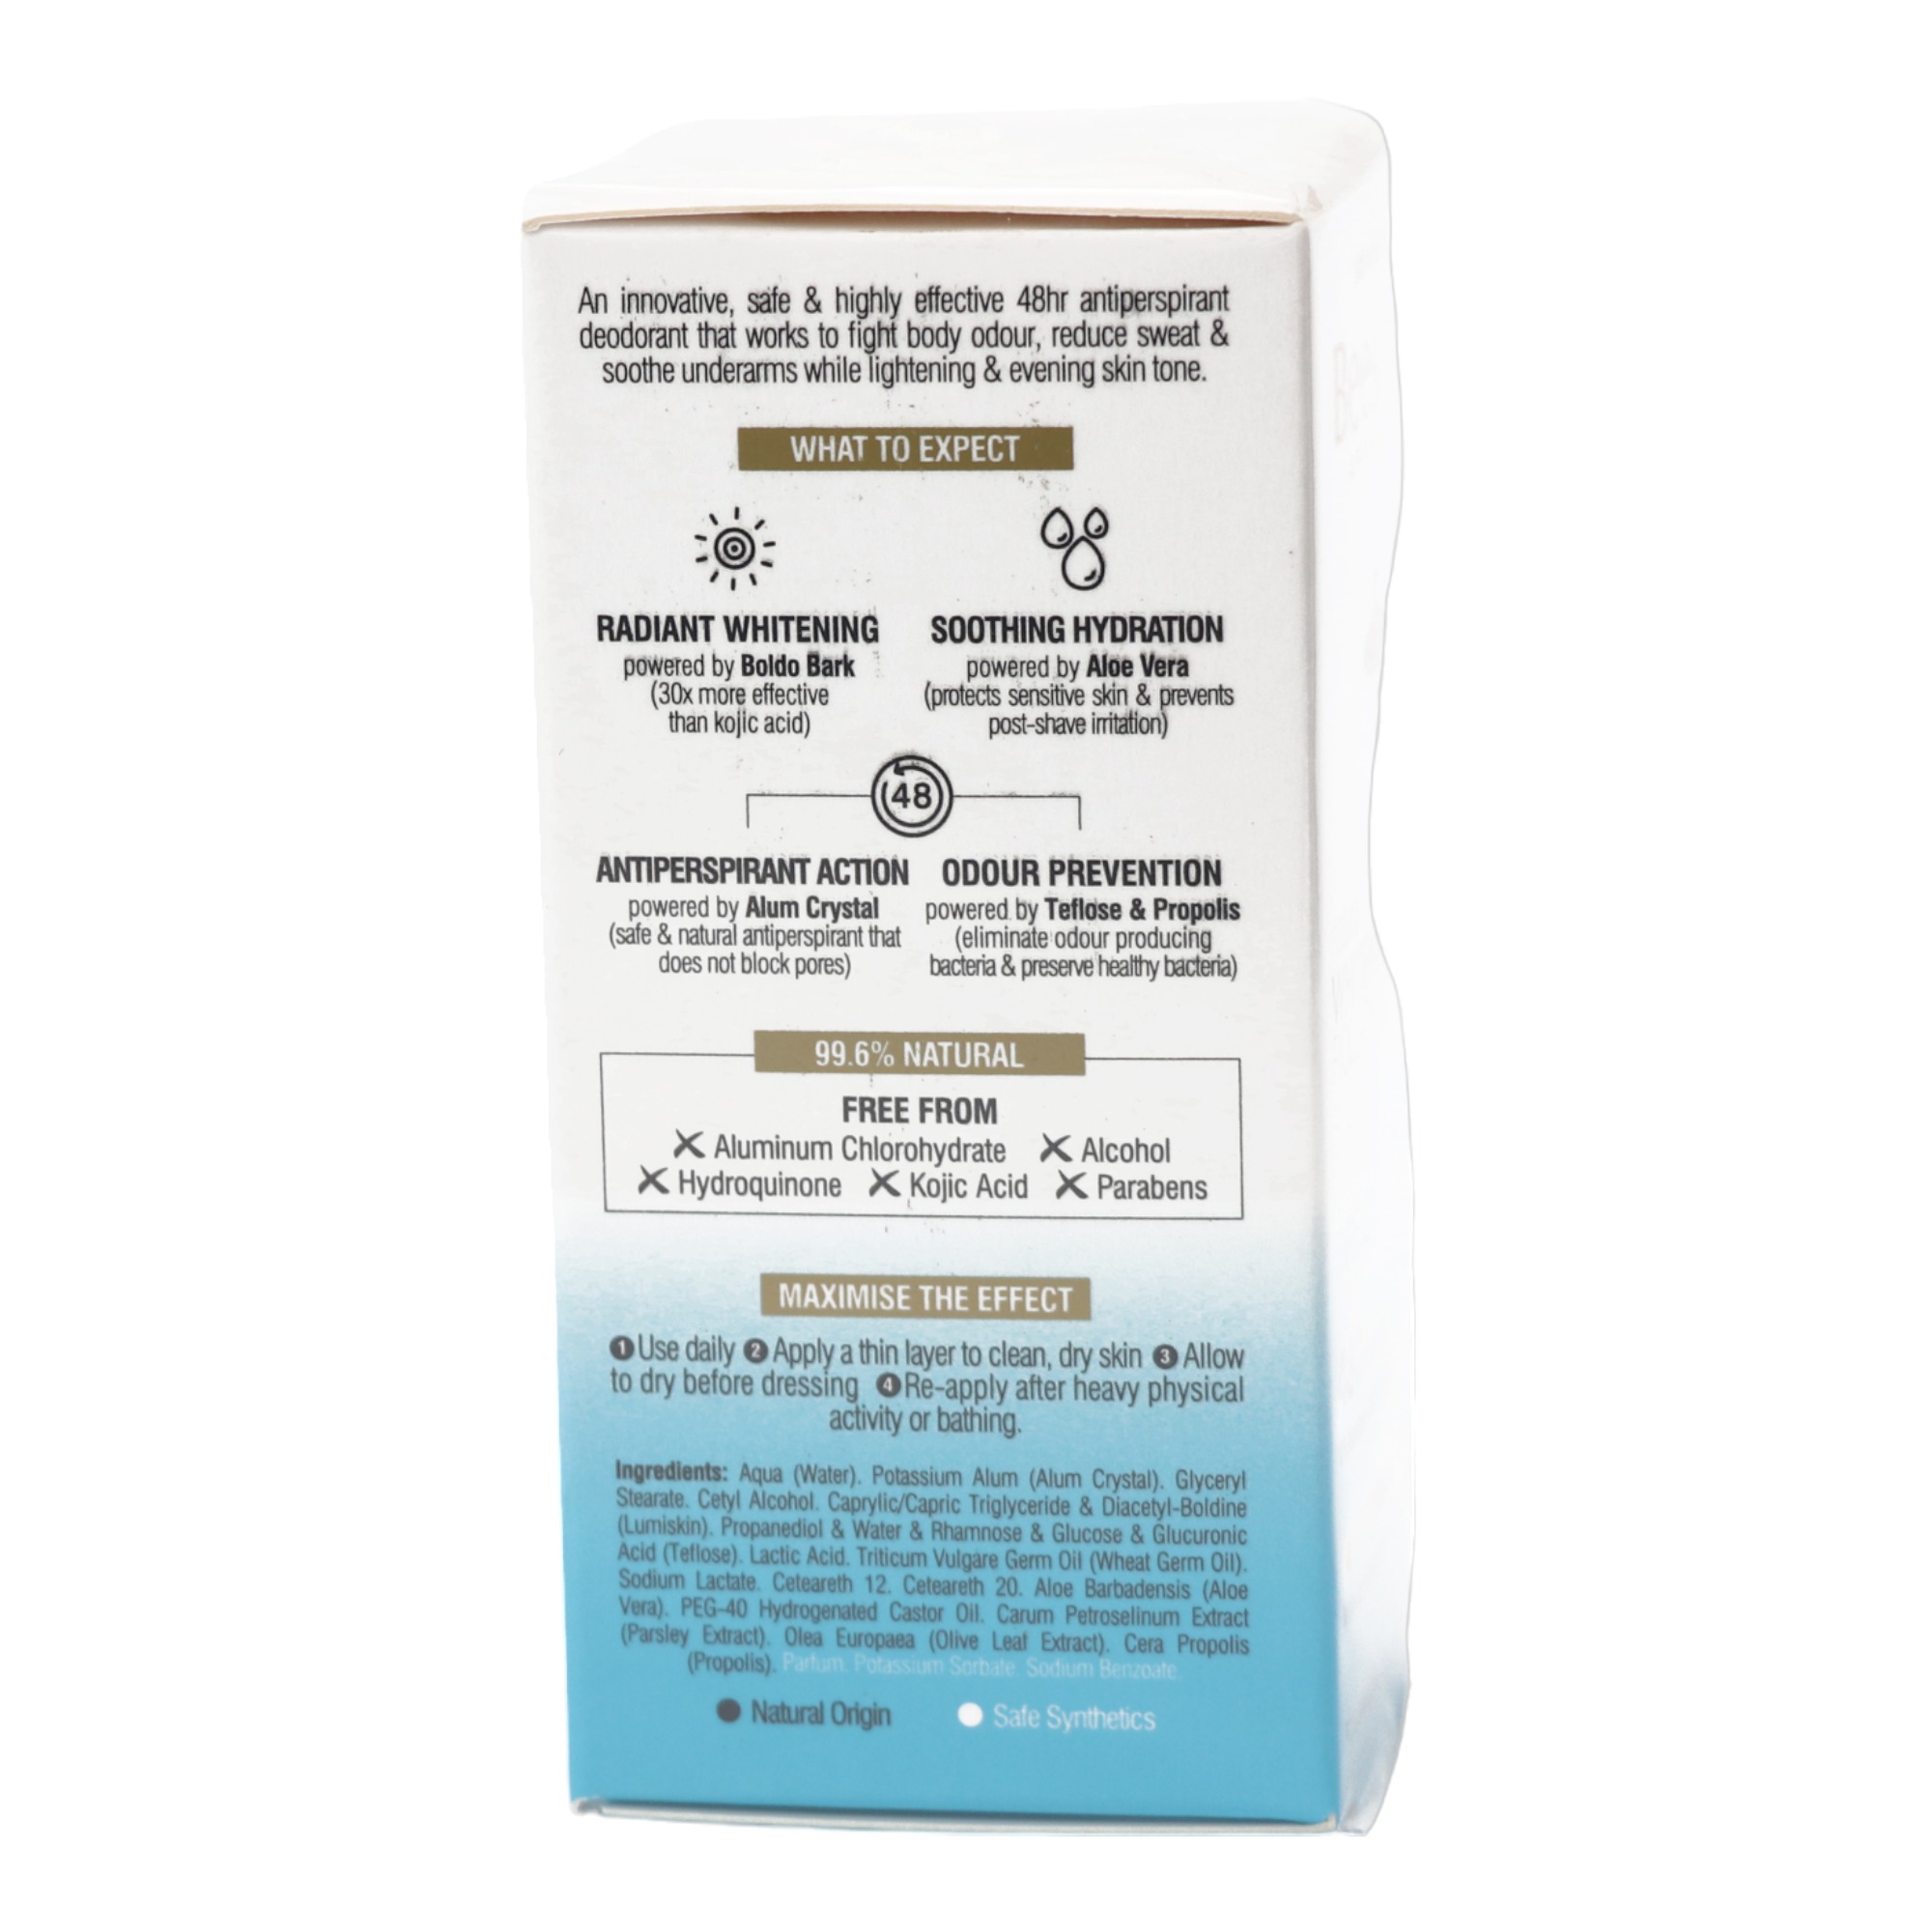 An innovative, safe & highly effective 48hr antiperspirant
deodorant that works to fight body odour, reduce sweat &
soothe underarms while lightening & evening skin tone.
WHAT TO EXPECT
RADIANT WHITENING
powered by Boldo Bark
(30x more effective
than kojic acid)
SOOTHING HYDRATION
powered by Aloe Vera
(protects sensitive skin & prevents
post-shave irritation)
48
ANTIPERSPIRANT ACTION
powered by Alum Crystal
(safe & natural antiperspirant that
does not block pores)
ODOUR PREVENTION
powered by Teflose & Propolis
(eliminate odour producing
bacteria & preserve healthy bacteria)
99.6% NATURAL
FREE FROM
Aluminum Chlorohydrate Alcohol
Hydroquinone Kojic Acid Parabens
MAXIMISE THE EFFECT
1 Use daily 2 Apply a thin layer to clean, dry skin 3 Allow
to dry before dressing 4 Re-apply after heavy physical
activity or bathing.
Ingredients: Aqua (Water). Potassium Alum (Alum Crystal). Glyceryl
Stearate. Cetyl Alcohol. Caprylic/Capric Triglyceride & Diacetyl-Boldine
(Lumiskin). Propanediol & Water & Rhamnose & Glucose & Glucuronic
Acid (Teflose). Lactic Acid. Triticum Vulgare Germ Oil (Wheat Germ Oil).
Sodium Lactate. Ceteareth 12. Ceteareth 20. Aloe Barbadensis (Aloe
Vera). PEG-40 Hydrogenated Castor Oil. Carum Petroselinum Extract
(Parsley Extract). Olea Europaea (Olive Leaf Extract). Cera Propolis
(Propolis). Parfum. Potassium Sorbate. Sodium Benzoate.
Natural Origin Safe Synthetics